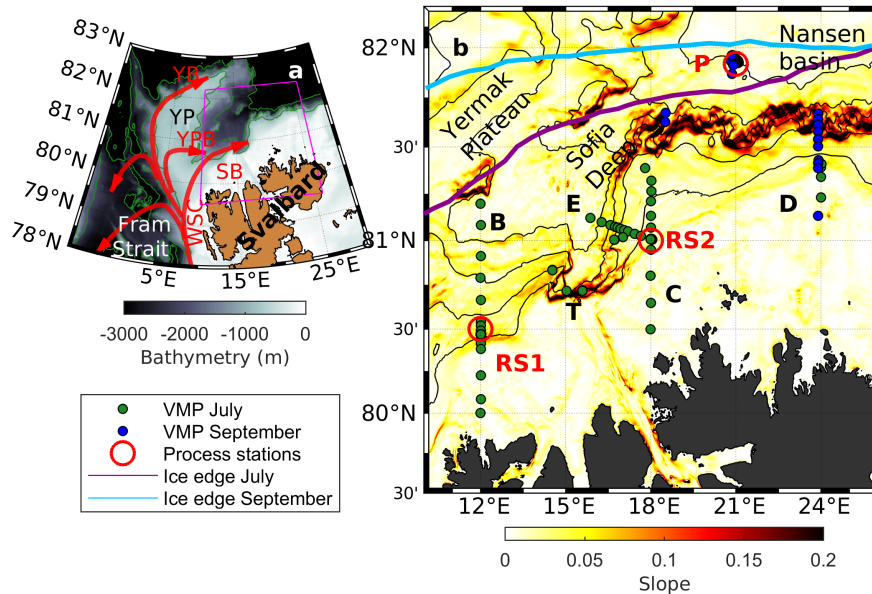 83°N
82°N
81°N
80°N
79°N
78°N
YB
a
YP
YPB
SB
WSC
Svalbard
Fram
Strait
5°E
15°E
25°E
-3000
-2000
-1000
0
Bathymetry (m)
VMP July
VMP September
Process stations
Ice edge July
Ice edge September
b
82°N
30'
81°N
30'
80°N
30'
Nansen
basin
P
Yermak
Plateau
Sofia
Deep
B
E
D
RS2
C
T
RS1
12°E
15°E
18°E
21°E
24°E
0
0.05
0.1
0.15
0.2
Slope